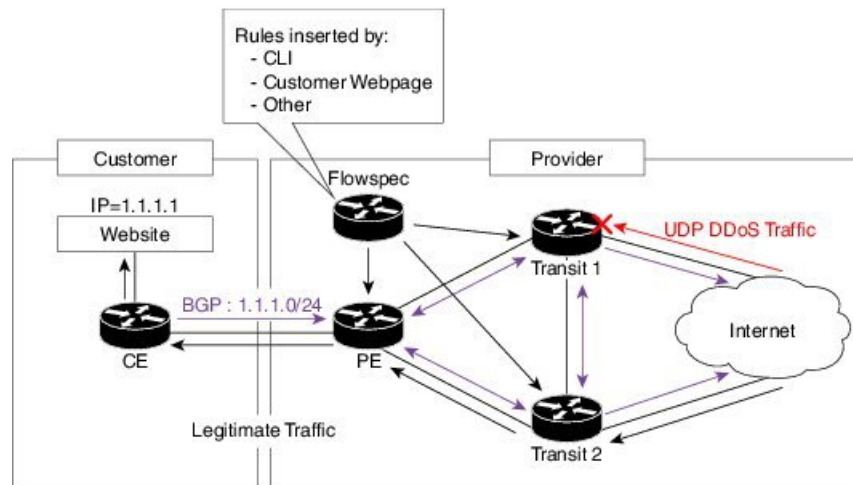 Rules inserted by:
- CLI
- Customer Webpage
- Other
Customer
Provider
Flowspec
IP=1.1.1.1
Website
UDP DDoS Traffic
Transit 1
BGP : 1.1.1.0/24
Internet
CE
PE
Legitimate Traffic
Transit 2